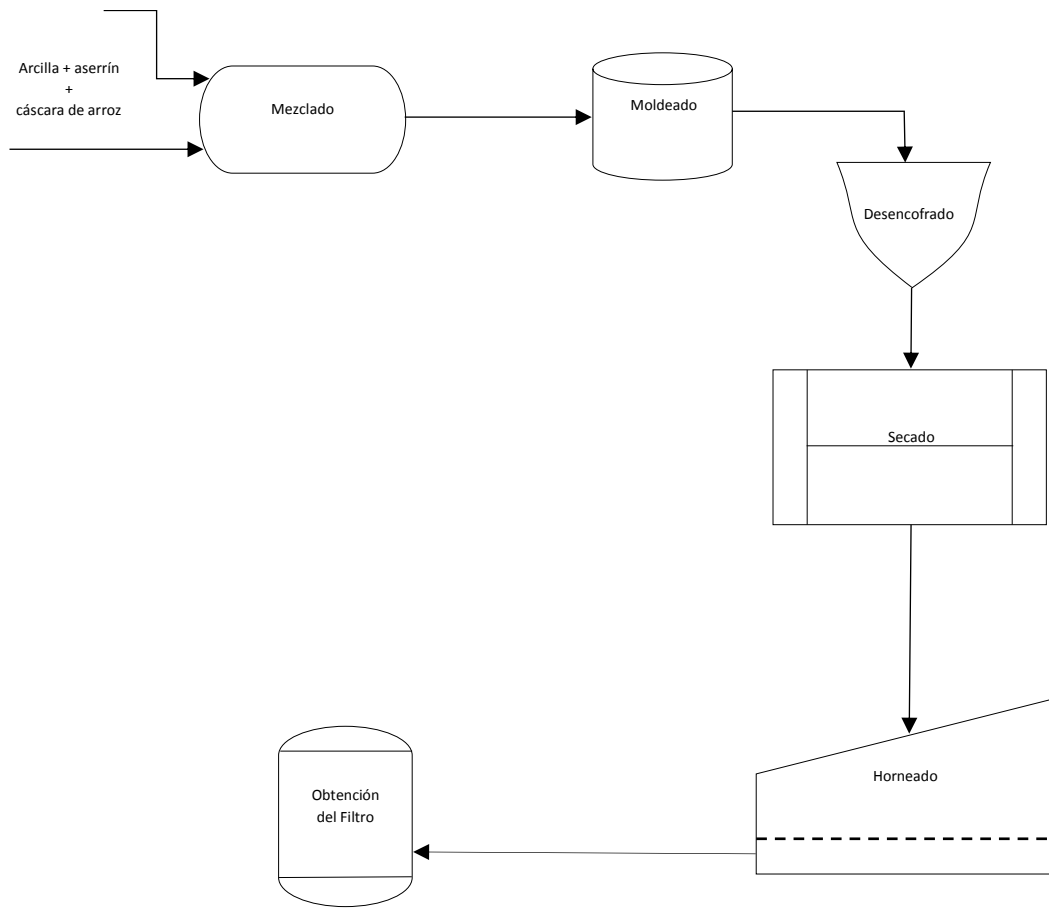 Arcilla + aserrín
+
cáscara de arroz
Mezclado
Moldeado
Desencofrado
Secado
Horneado
Obtención
del Filtro